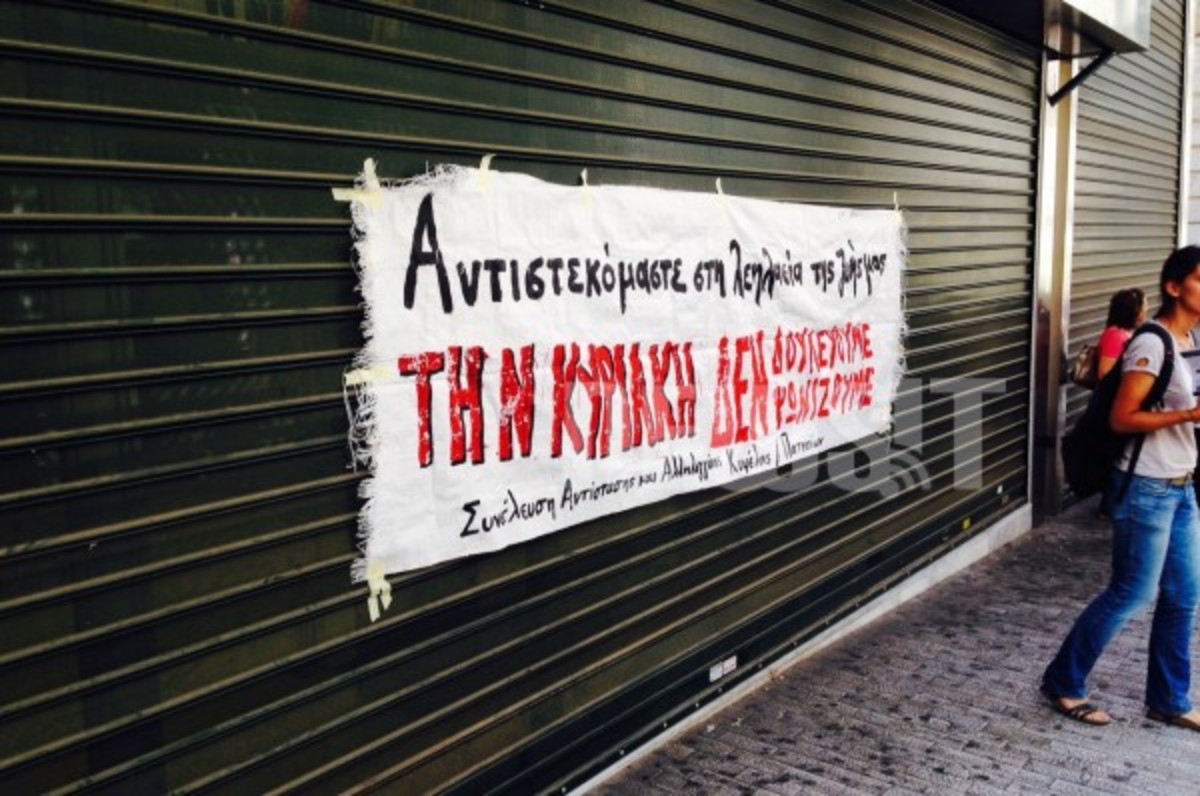 Αντιστεκόμαστε στη λεηλασία της ζωής μας
ΤΗΝ ΚΥΡΙΑΚΗ ΔΕΝ ΔΟΥΛΕΥΟΥΜΕ
ΨΩΝΙΖΟΥΜΕ
Συνέλευση Αντίστασης και Αλληλεγγύης Κυψέλης / Πατησίων